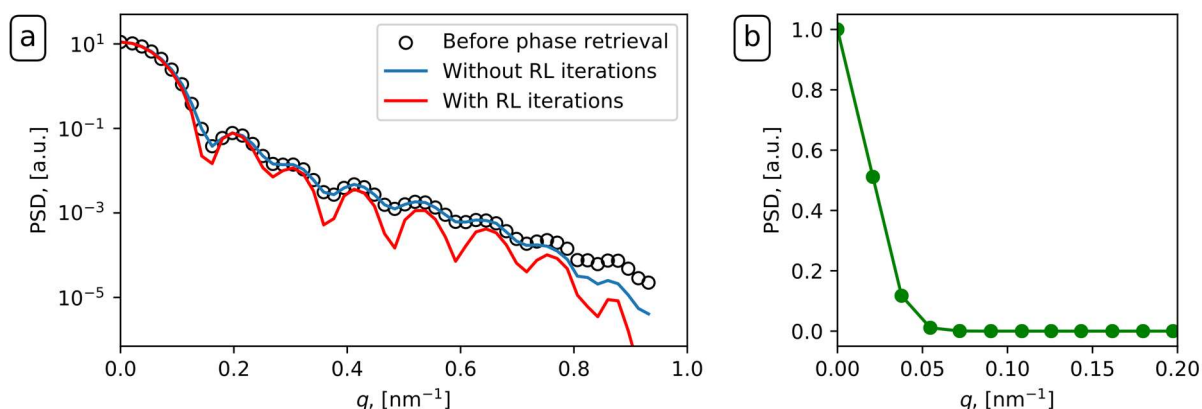 a
PSD, [a.u.]
10¹
10⁻¹
10⁻³
10⁻⁵
0.0 0.2 0.4 0.6 0.8 1.0
q, [nm⁻¹]
Before phase retrieval
Without RL iterations
With RL iterations
b
PSD, [a.u.]
1.0
0.8
0.6
0.4
0.2
0.0
0.00 0.05 0.10 0.15 0.20
q, [nm⁻¹]